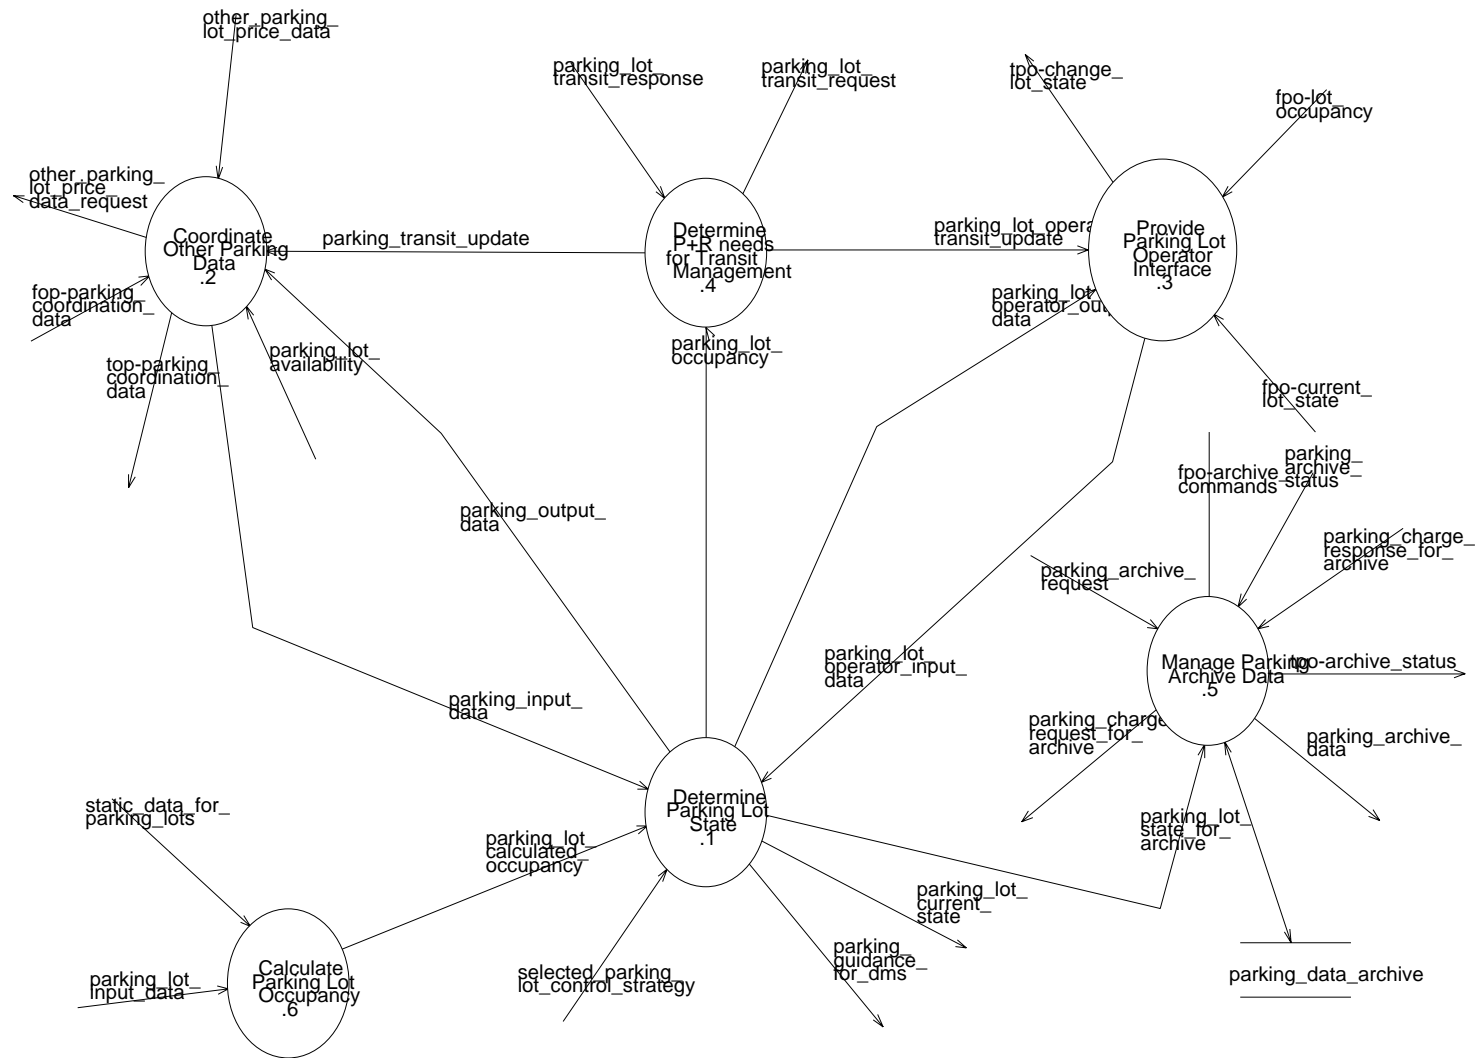 other_parking_
lot_price_data
parking_lot_
transit_response
parking_lot_
transit_request
tpo-change_
lot_state
fpo-lot_
occupancy
other_parking_
lot_price_
data_request
Coordinate
Other Parking
Data
.2
parking_transit_update
Determine
P+R needs
for Transit
Management
.4
parking_lot_opera
transit_update
Provide
Parking Lot
Operator
Interface
.3
fop-parking_
coordination_
data
top-parking_
coordination_
data
parking_lot_
availability
parking_lot_
occupancy
parking_lot_
operator_out
data
fpo-current_
lot_state
fpo-archive_
commands
parking_
archive_
status
parking_output_
data
parking_archive_
request
parking_charge_
response_for_
archive
parking_input_
data
parking_lot_
operator_input_
data
Manage Parking
Archive Data
.5
tpo-archive_status
parking_charge
request_for_
archive
parking_archive_
data
static_data_for_
parking_lots
parking_lot_
calculated_
occupancy
Determine
Parking Lot
State
.1
parking_lot_
state_for_
archive
parking_lot_
current_
state
parking_
guidance_
for_dms
selected_parking_
lot_control_strategy
parking_lot_
input_data
Calculate
Parking Lot
Occupancy
.6
parking_data_archive